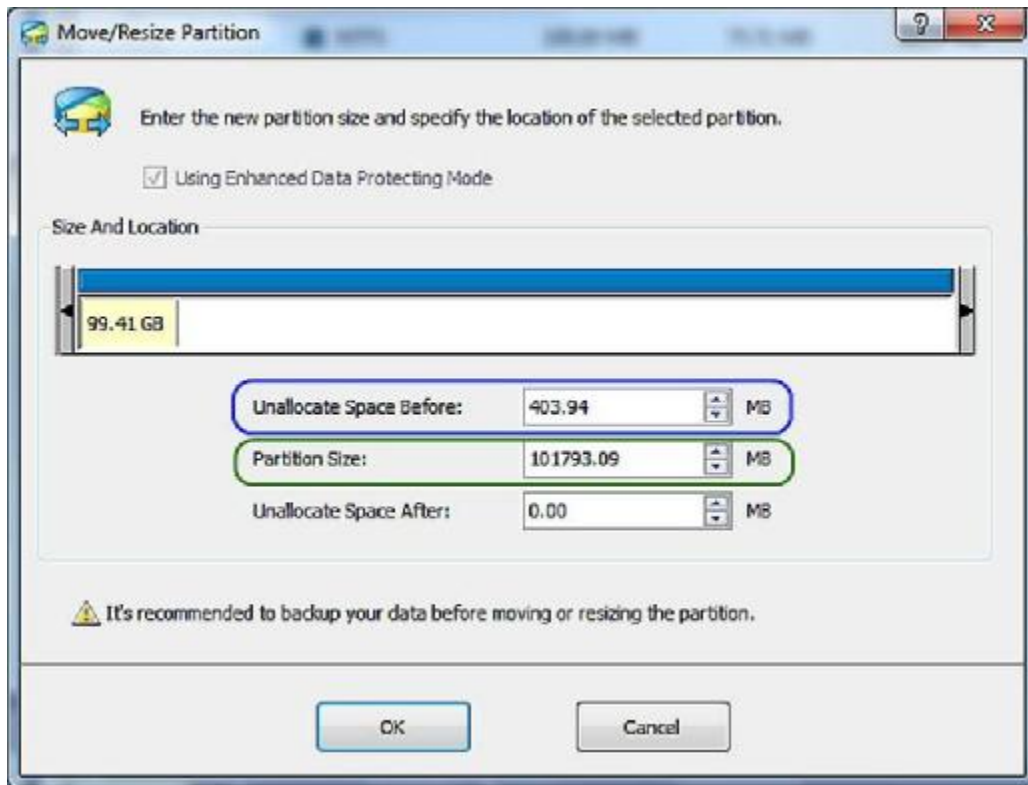 Move/Resize Partition
Enter the new partition size and specify the location of the selected partition.
Using Enhanced Data Protecting Mode
Size And Location
99.41 GB
Unallocate Space Before: 403.94 MB
Partition Size: 101793.09 MB
Unallocate Space After: 0.00 MB
It's recommended to backup your data before moving or resizing the partition.
OK Cancel